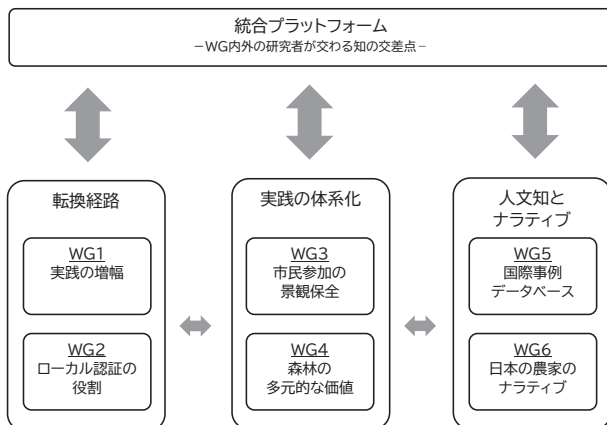 統合プラットフォーム
－WG内外の研究者が交わる知の交差点－
転換経路
WG1
実践の増幅
WG2
ローカル認証の
役割
実践の体系化
WG3
市民参加の
景観保全
WG4
森林の
多元的な価値
人文知と
ナラティブ
WG5
国際事例
データベース
WG6
日本の農家の
ナラティブ